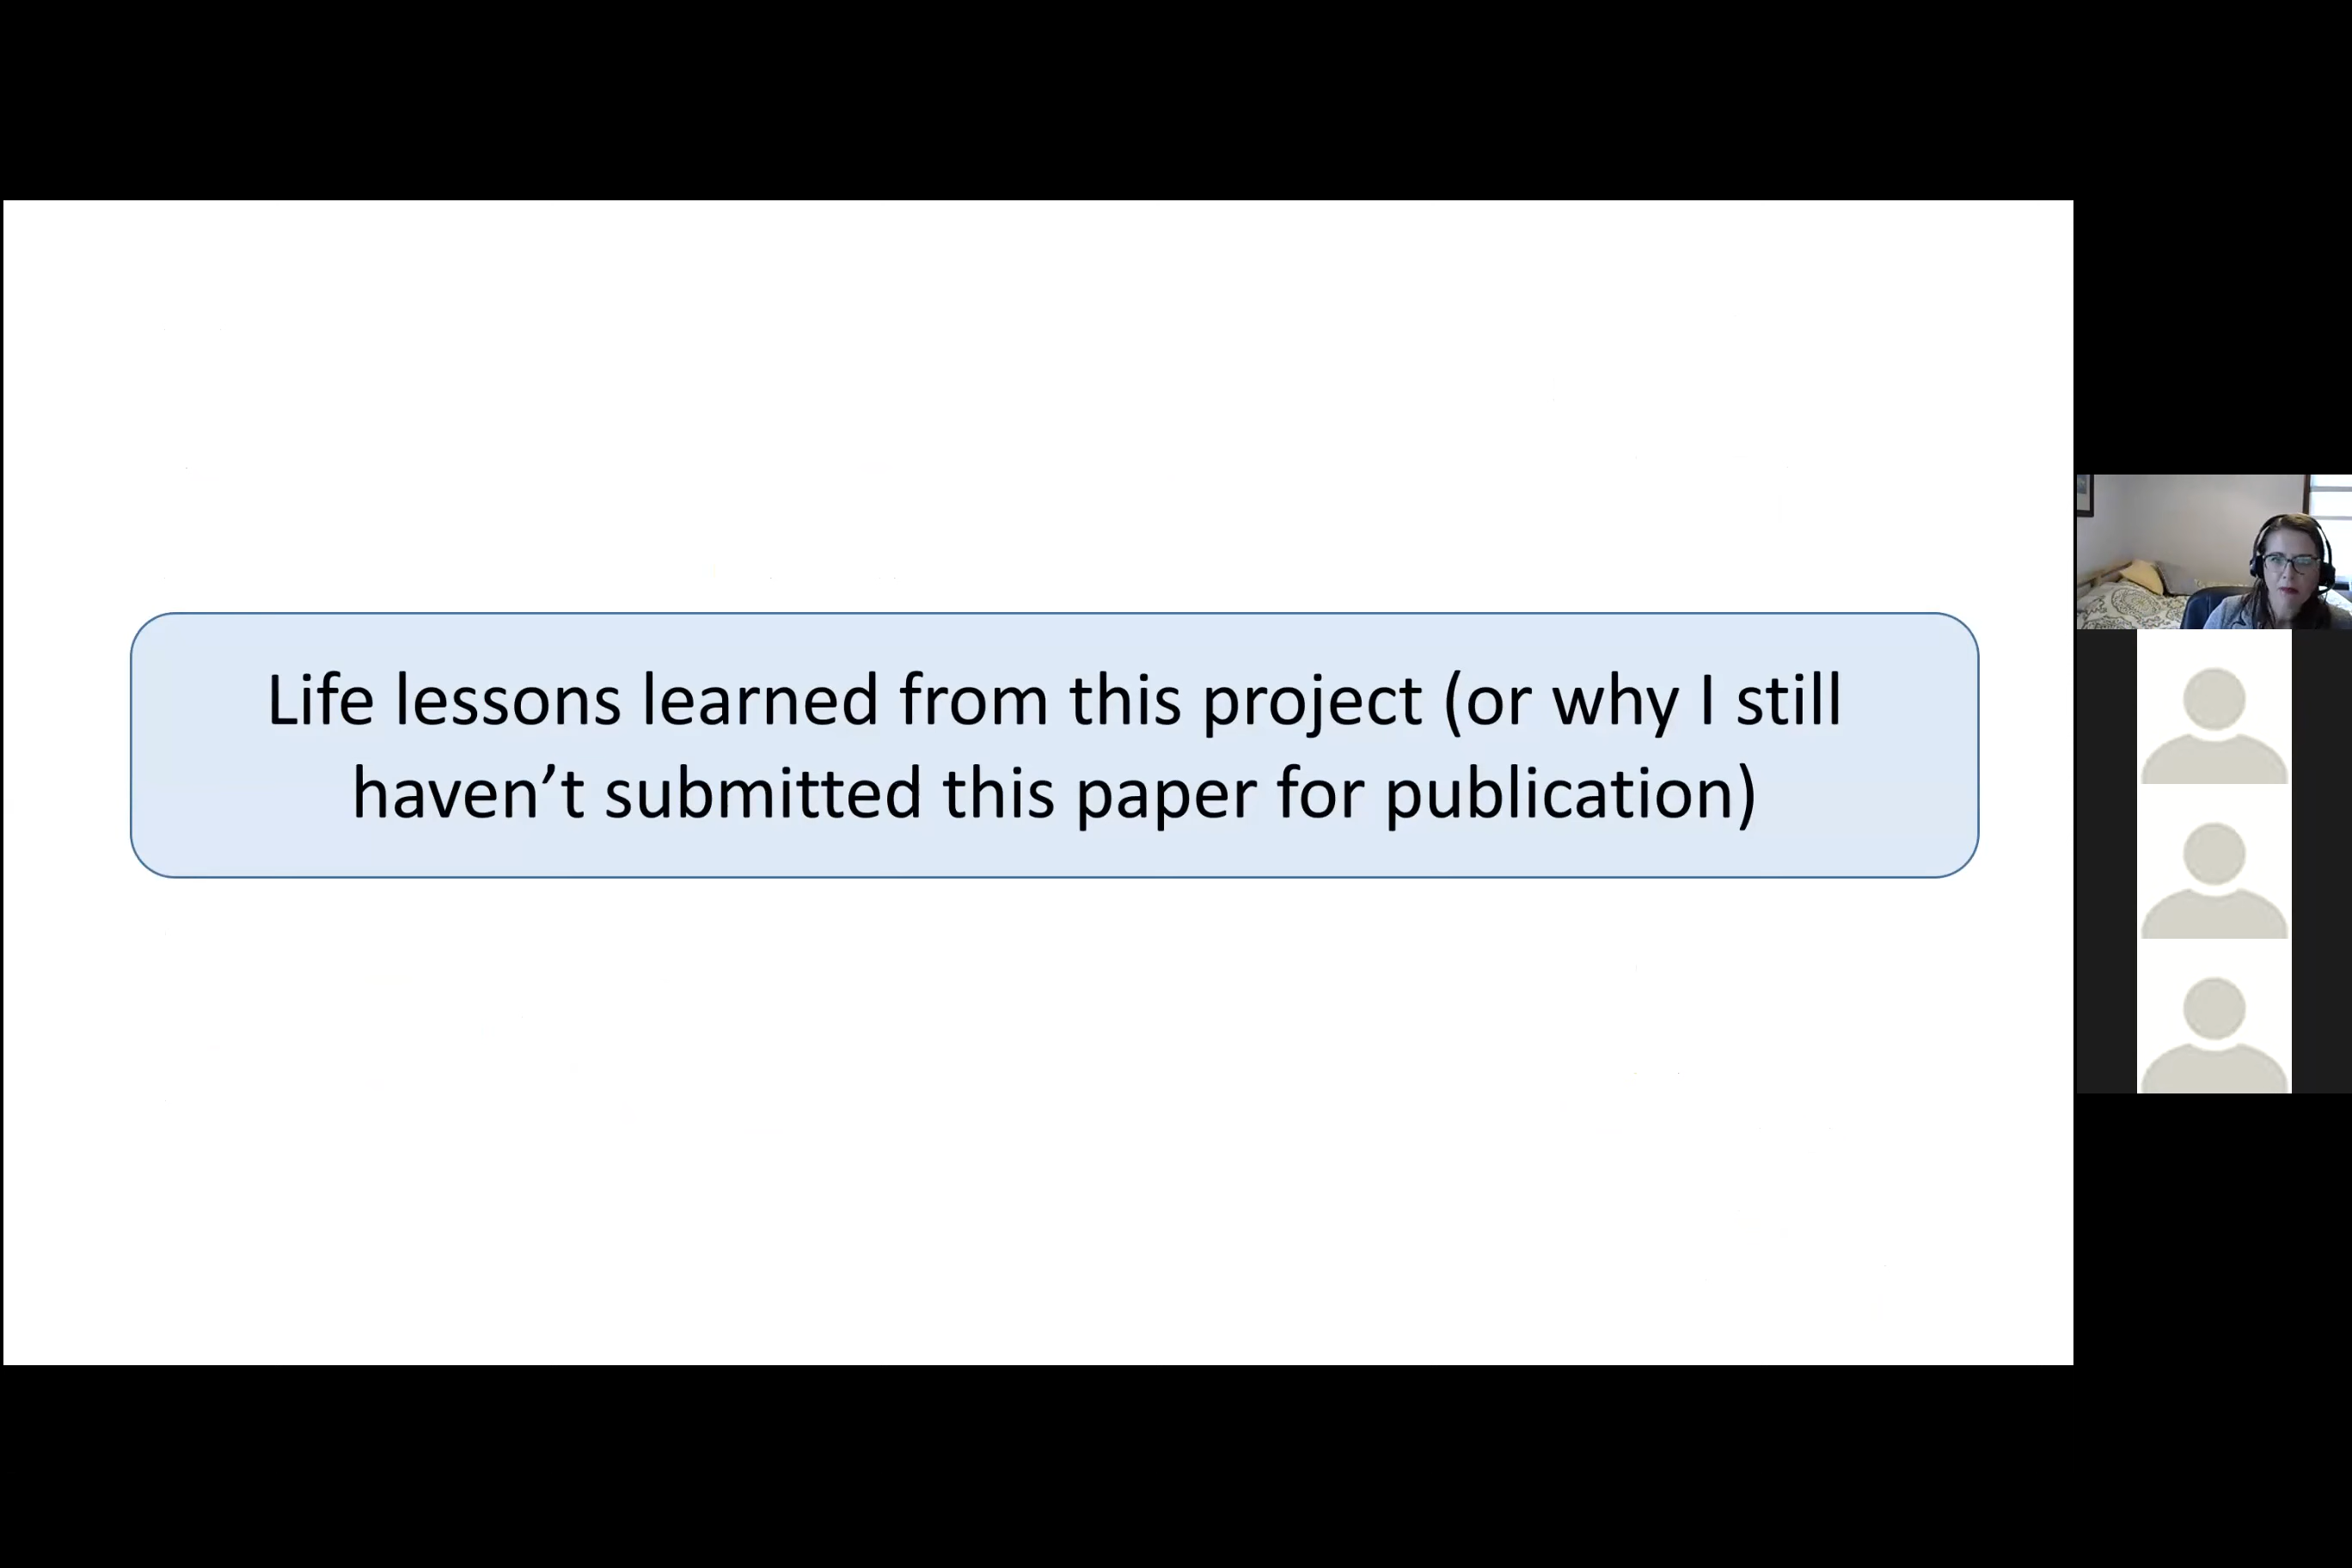 Life lessons learned from this project (or why I still
haven’t submitted this paper for publication)